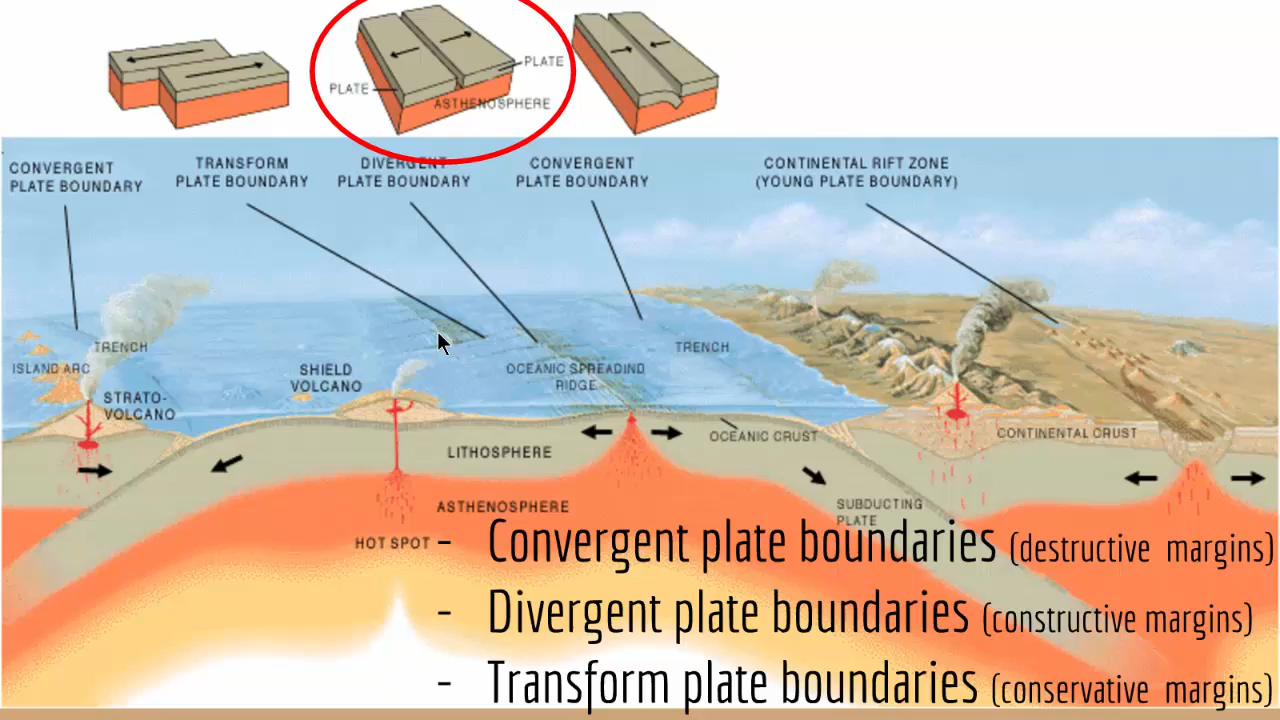 PLATE
PLATE
ASTHENOSPHERE
CONVERGENT
PLATE BOUNDARY
TRANSFORM
PLATE BOUNDARY
DIVERGENT
PLATE BOUNDARY
CONVERGENT
PLATE BOUNDARY
CONTINENTAL RIFT ZONE
(YOUNG PLATE BOUNDARY)
TRENCH
ISLAND ARC
STRATO-
VOLCANO
SHIELD
VOLCANO
OCEANIC SPREADING
RIDGE
TRENCH
OCEANIC CRUST
CONTINENTAL CRUST
LITHOSPHERE
ASTHENOSPHERE
SUBDUCTING
PLATE
HOT SPOT
- Convergent plate boundaries (destructive margins)
- Divergent plate boundaries (constructive margins)
- Transform plate boundaries (conservative margins)